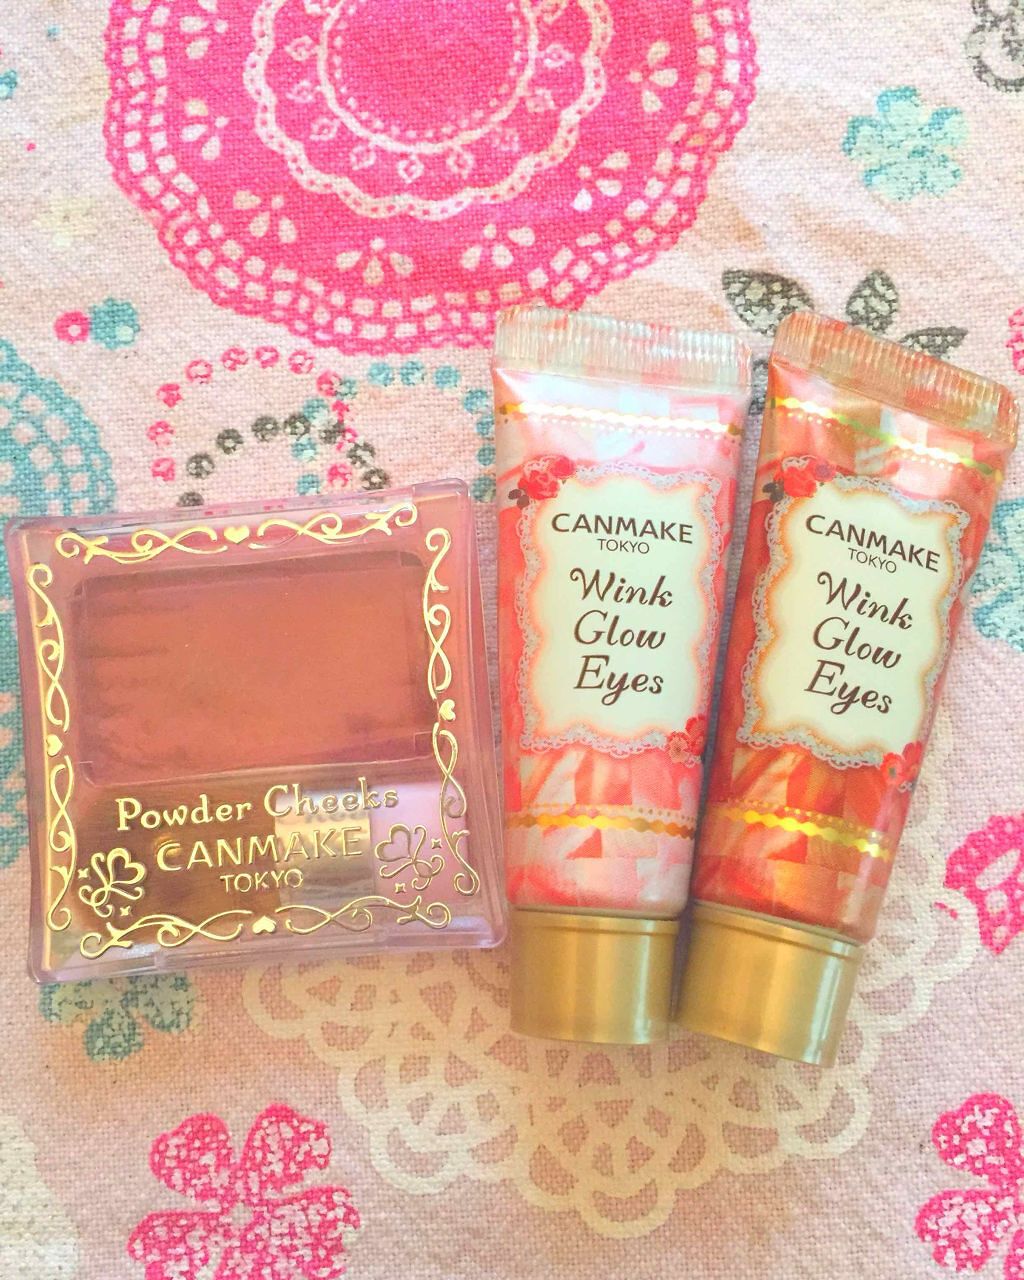 Powder Cheeks
CANMAKE
TOKYO
CANMAKE
TOKYO
Wink
Glow
Eyes
CANMAKE
TOKYO
Wink
Glow
Eyes